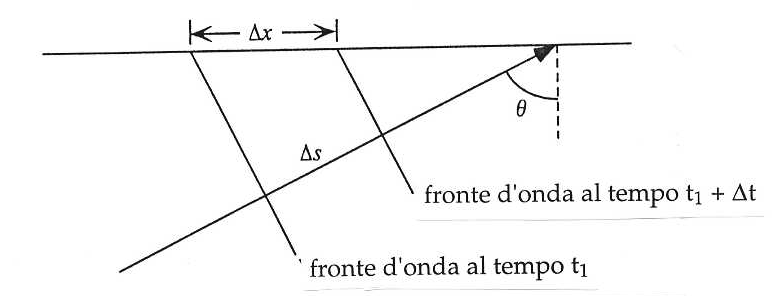 Δx
θ
Δs
fronte d'onda al tempo t₁ + Δt
fronte d'onda al tempo t₁